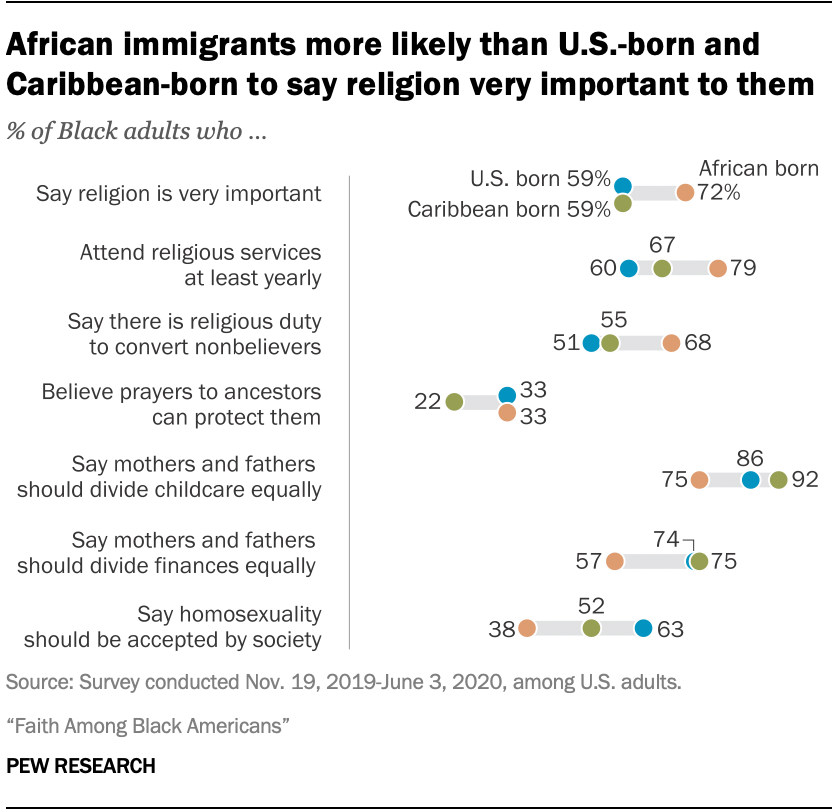 African immigrants more likely than U.S.-born and
Caribbean-born to say religion very important to them
% of Black adults who ...
African born
U.S. born 59%
Say religion is very important
72%
Caribbean born 59%
67
Attend religious services
at least yearly
60
79
55
Say there is religious duty
to convert nonbelievers
51
68
Believe prayers to ancestors
can protect them
22
33
33
86
Say mothers and fathers
should divide childcare equally
75
92
74
Say mothers and fathers
should divide finances equally
57
75
52
Say homosexuality
should be accepted by society
38
63
Source: Survey conducted Nov. 19, 2019-June 3, 2020, among U.S. adults.
“Faith Among Black Americans”
PEW RESEARCH